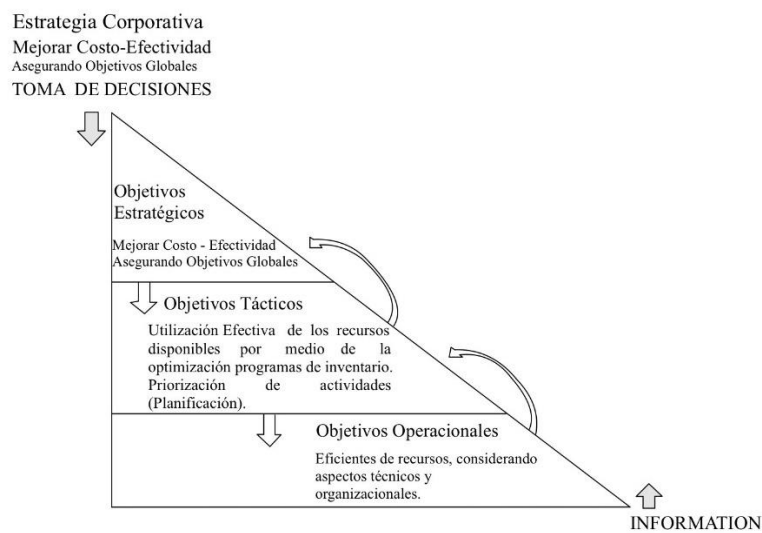 Estrategia Corporativa
Mejorar Costo-Efectividad
Asegurando Objetivos Globales
TOMA DE DECISIONES
Objetivos
Estratégicos
Mejorar Costo - Efectividad
Asegurando Objetivos Globales
Objetivos Tácticos
Utilización Efectiva de los recursos
disponibles por medio de la
optimización programas de inventario.
Priorización de actividades
(Planificación).
Objetivos Operacionales
Eficientes de recursos, considerando
aspectos técnicos y
organizacionales.
INFORMATION